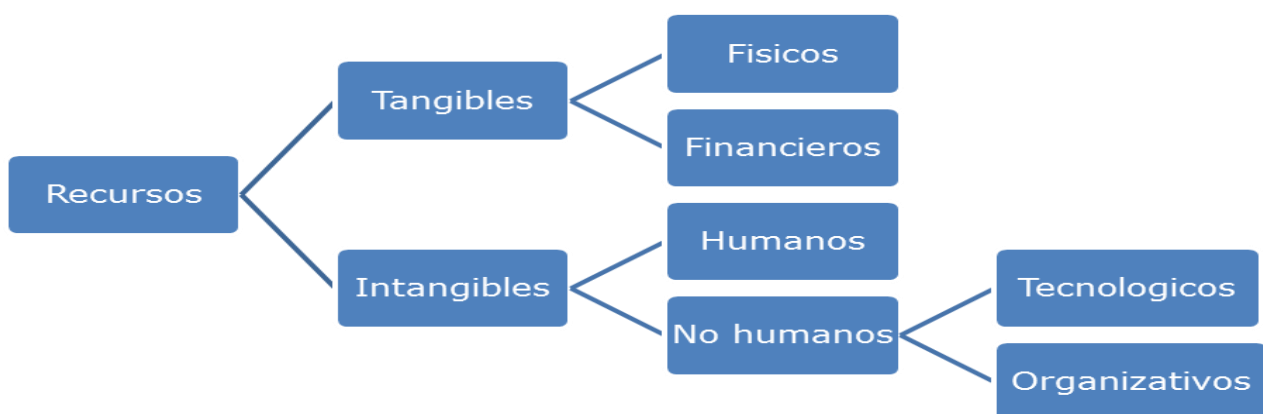 Recursos
Tangibles
Fisicos
Financieros
Intangibles
Humanos
No humanos
Tecnologicos
Organizativos